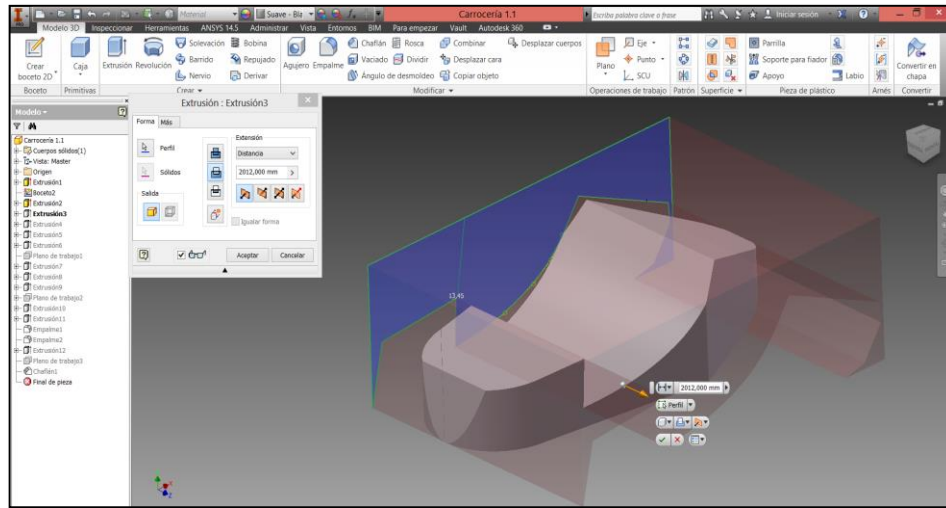 Material
Suave - Bla
Carrocería 1.1
Escriba palabra clave o frase
Iniciar sesión
Modelo 3D Inspeccionar Herramientas ANSYS 14.5 Administrar Vista Entornos BIM Para empezar Vault Autodesk 360
Crear boceto 2D
Caja
Extrusión
Revolución
Solevación
Barrido
Nervio
Bobina
Repujado
Derivar
Agujero
Empalme
Chaflán
Vaciado
Ángulo de desmoldeo
Rosca
Dividir
Copiar objeto
Combinar
Desplazar cara
Desplazar cuerpos
Plano
Eje
Punto
SCU
Parrilla
Soporte para fiador
Apoyo
Labio
Convertir en chapa
Boceto
Primitivas
Crear
Modificar
Operaciones de trabajo
Patrón
Superficie
Pieza de plástico
Arnés
Convertir
Modelo
Carrocería 1.1
Cuerpos sólidos(1)
Vista: Master
Origen
Extrusión1
Boceto2
Extrusión2
Extrusión3
Extrusión4
Extrusión5
Extrusión6
Plano de trabajo1
Extrusión7
Extrusión8
Extrusión9
Plano de trabajo2
Extrusión10
Extrusión11
Empalme1
Empalme2
Extrusión12
Plano de trabajo3
Chaflán1
Final de pieza
Extrusión : Extrusión3
Forma Más
Perfil
Sólidos
Salida
Extensión
Distancia
2012,000 mm
Igualar forma
Aceptar
Cancelar
13,45
2012,000 mm
Perfil